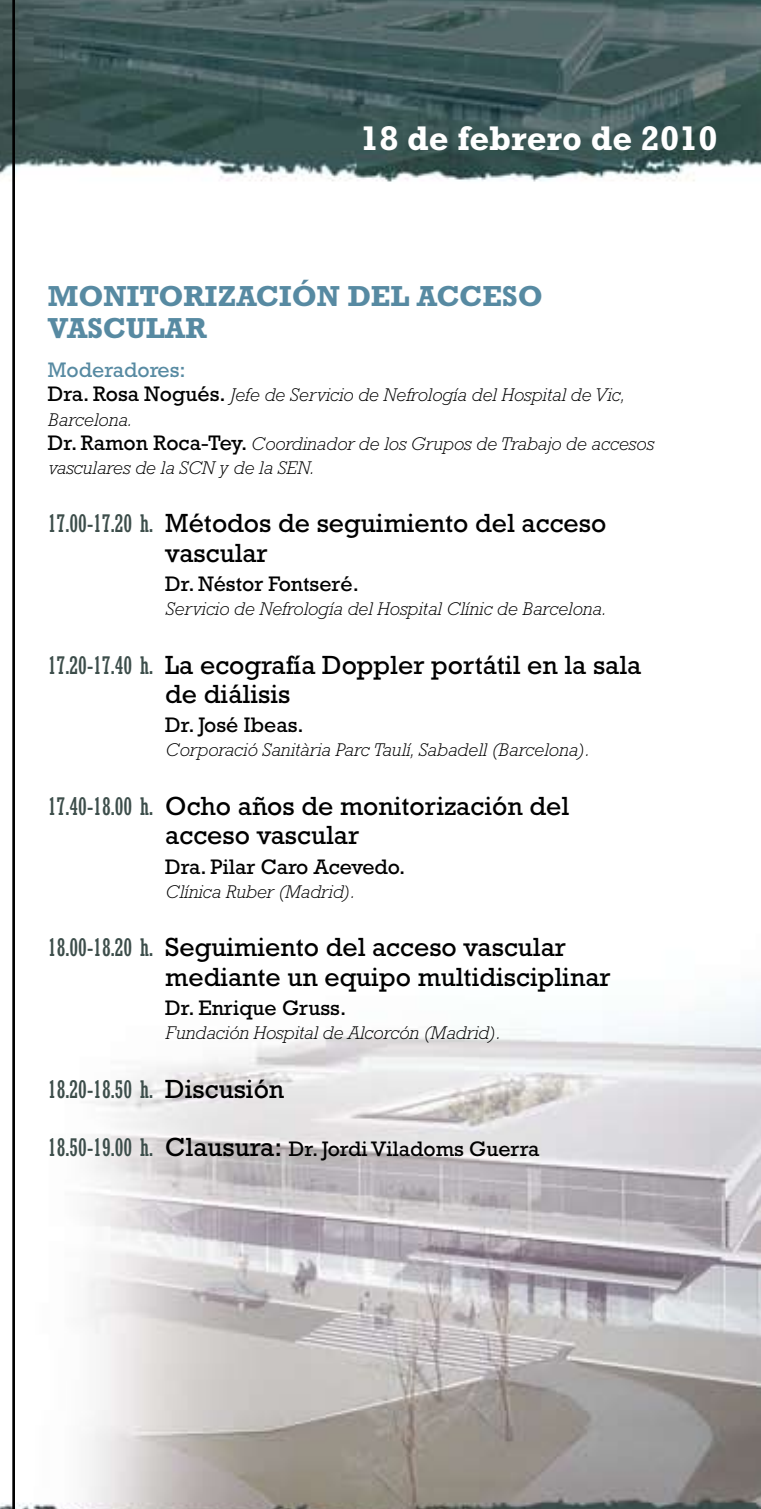 18 de febrero de 2010
MONITORIZACIÓN DEL ACCESO
VASCULAR
Moderadores:
Dra. Rosa Nogués. Jefe de Servicio de Nefrología del Hospital de Vic,
Barcelona.
Dr. Ramon Roca-Tey. Coordinador de los Grupos de Trabajo de accesos
vasculares de la SCN y de la SEN.
17.00-17.20 h. Métodos de seguimiento del acceso
vascular
Dr. Néstor Fontseré.
Servicio de Nefrología del Hospital Clínic de Barcelona.
17.20-17.40 h. La ecografía Doppler portátil en la sala
de diálisis
Dr. José Ibeas.
Corporació Sanitària Parc Taulí, Sabadell (Barcelona).
17.40-18.00 h. Ocho años de monitorización del
acceso vascular
Dra. Pilar Caro Acevedo.
Clínica Ruber (Madrid).
18.00-18.20 h. Seguimiento del acceso vascular
mediante un equipo multidisciplinar
Dr. Enrique Gruss.
Fundación Hospital de Alcorcón (Madrid).
18.20-18.50 h. Discusión
18.50-19.00 h. Clausura: Dr. Jordi Viladoms Guerra